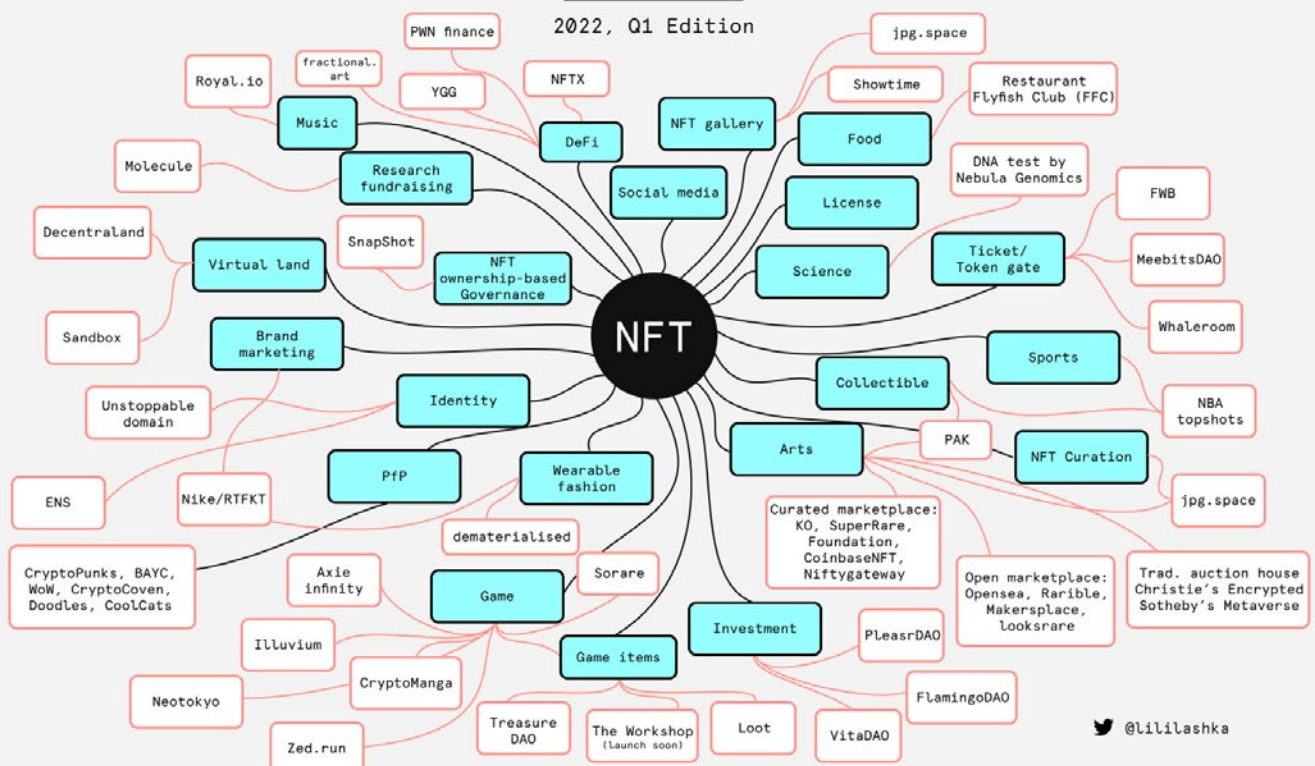 2022, Q1 Edition
PWN finance
jpg.space
fractional.
art
NFTX
Showtime
Restaurant
Flyfish Club (FFC)
Royal.io
YGG
Music
DeFi
NFT gallery
Food
Molecule
Research
fundraising
Social media
License
DNA test by
Nebula Genomics
FWB
Decentraland
SnapShot
Virtual land
NFT
ownership-based
Governance
Science
Ticket/
Token gate
MeebitsDAO
Sandbox
Brand
marketing
NFT
Whaleroom
Sports
Collectible
Unstoppable
domain
Identity
NBA
topshots
PAK
Arts
NFT Curation
PfP
Wearable
fashion
ENS
Nike/RTFKT
jpg.space
dematerialised
Curated marketplace:
KO, SuperRare,
Foundation,
CoinbaseNFT,
Niftygateway
CryptoPunks, BAYC,
WoW, CryptoCoven,
Doodles, CoolCats
Axie
infinity
Sorare
Game
Open marketplace:
Opensea, Rarible,
Makersplace,
looksrare
Trad. auction house
Christie's Encrypted
Sotheby's Metaverse
Investment
Illuvium
Game items
PleasrDAO
CryptoManga
Neotokyo
FlamingoDAO
Treasure
DAO
The Workshop
(launch soon)
Loot
VitaDAO
Zed.run
@lililashka